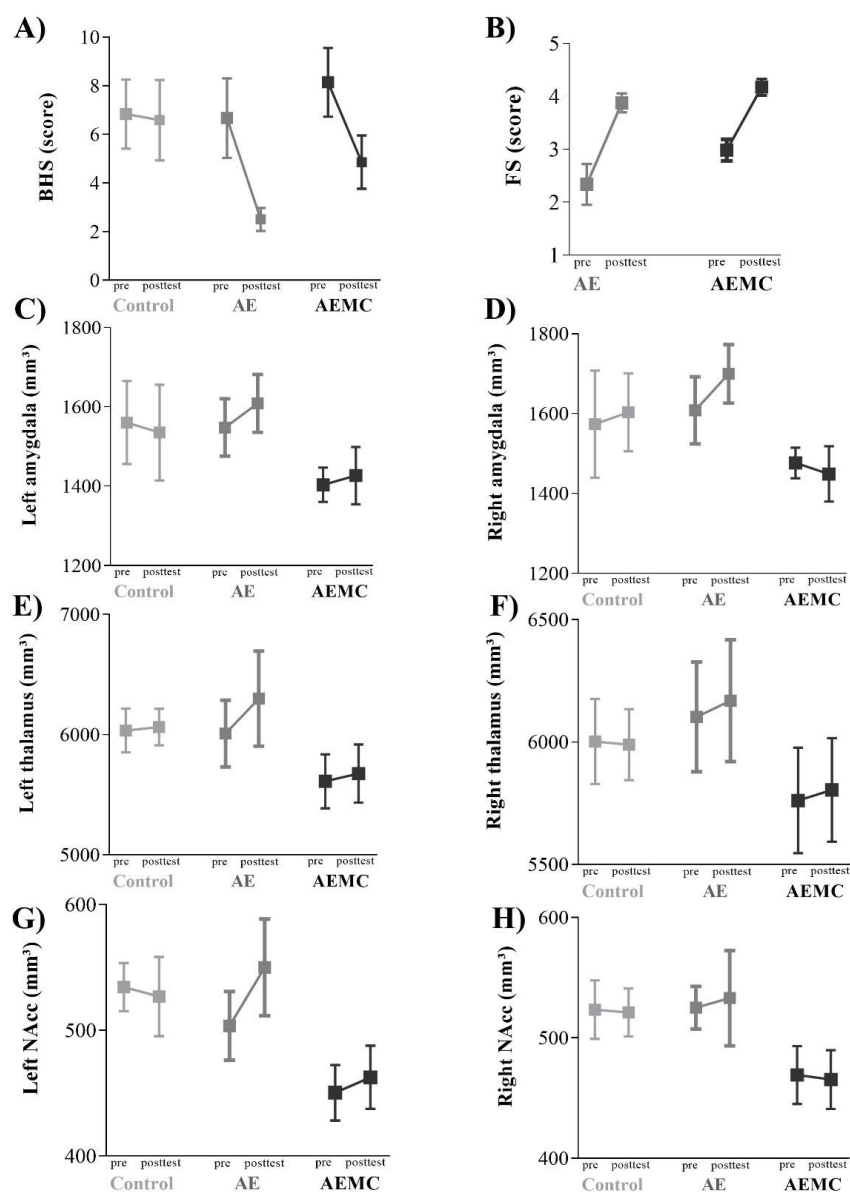 A)
BHS (score)
10
8
6
4
2
0
pre posttest pre posttest pre posttest
Control AE AEMC
B)
FS (score)
5
4
3
2
1
pre posttest pre posttest
AE AEMC
C)
Left amygdala (mm³)
1800
1600
1400
1200
pre posttest pre posttest pre posttest
Control AE AEMC
D)
Right amygdala (mm³)
1800
1600
1400
1200
pre posttest pre posttest pre posttest
Control AE AEMC
E)
Left thalamus (mm³)
7000
6000
5000
pre posttest pre posttest pre posttest
Control AE AEMC
F)
Right thalamus (mm³)
6500
6000
5500
pre posttest pre posttest pre posttest
Control AE AEMC
G)
Left NAcc (mm³)
600
500
400
pre posttest pre posttest pre posttest
Control AE AEMC
H)
Right NAcc (mm³)
600
500
400
pre posttest pre posttest pre posttest
Control AE AEMC